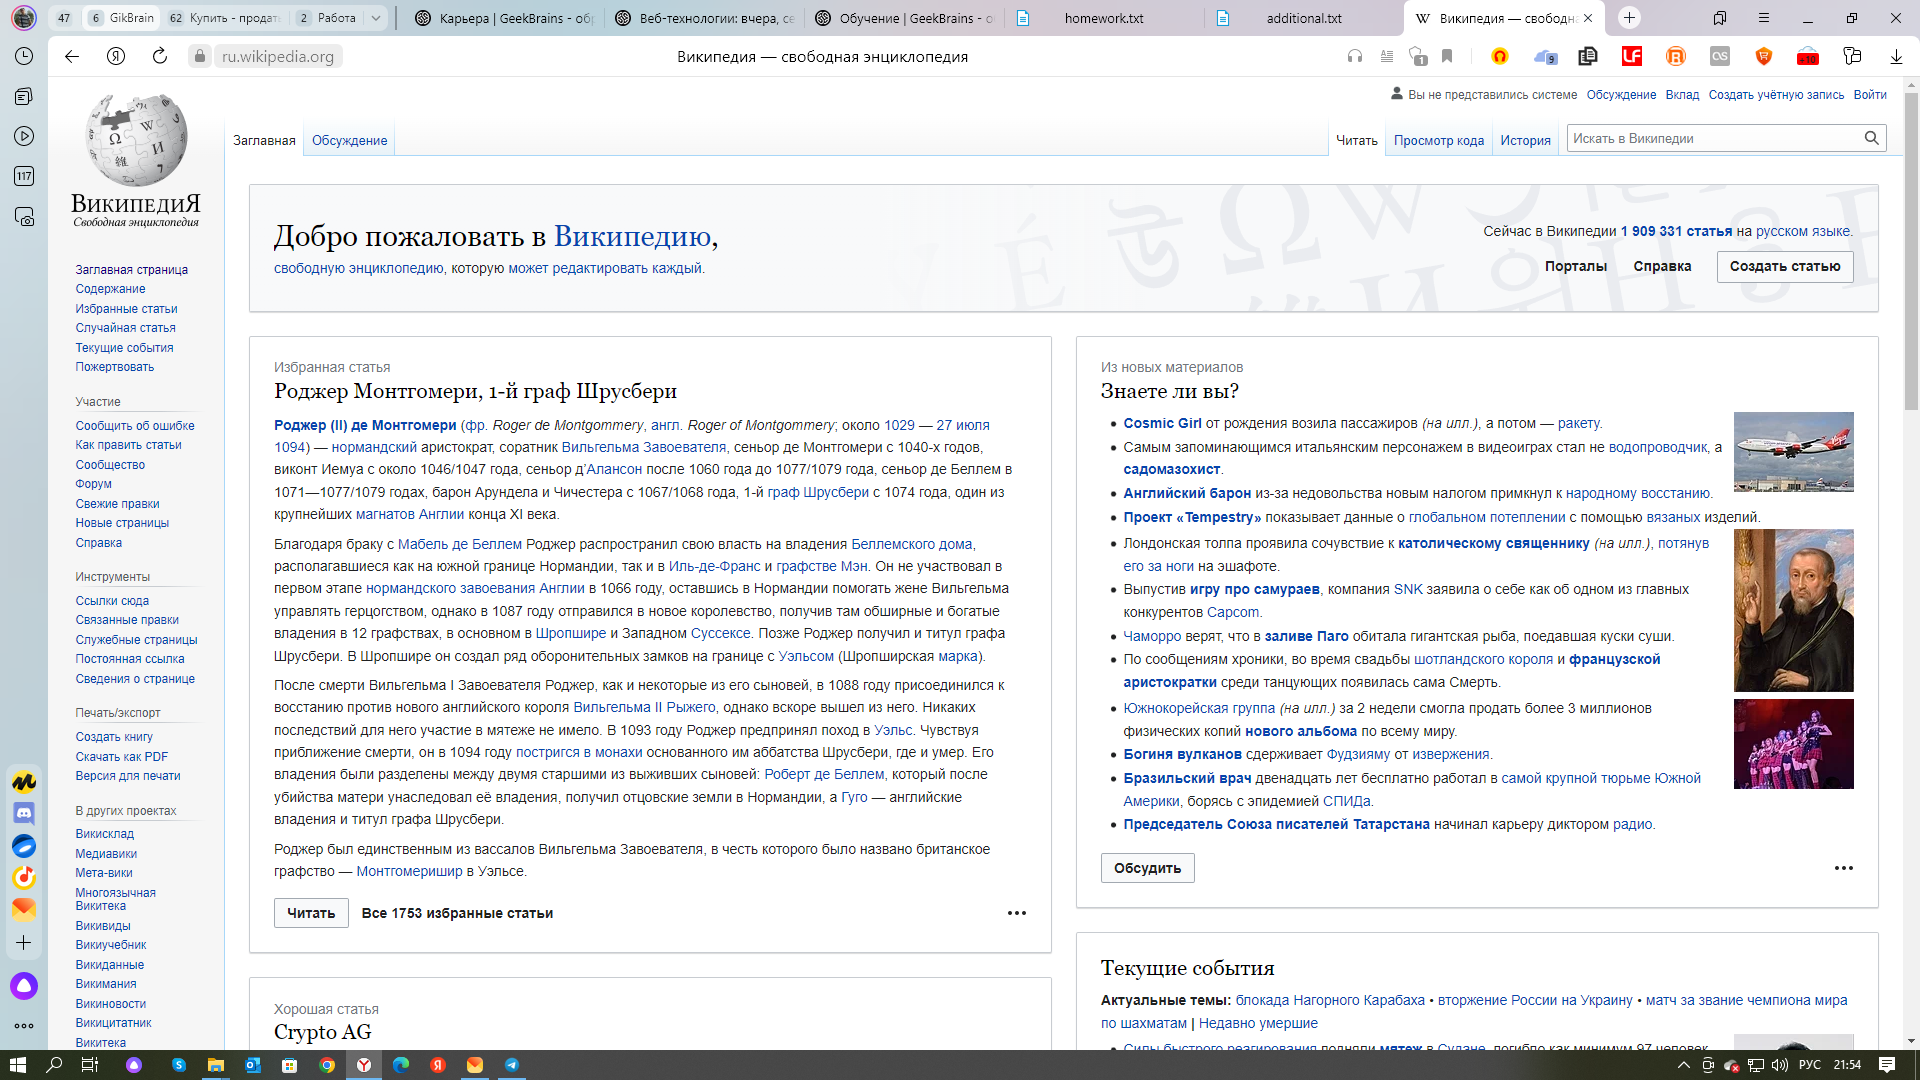 47
GikBrain
62
Купить - продать
2
Работа
Карьера | GeekBrains - обр
Веб-технологии: вчера, се
Обучение | GeekBrains - о
homework.txt
additional.txt
Википедия — свободна
ru.wikipedia.org
Википедия — свободная энциклопедия
Вы не представились системе Обсуждение Вклад Создать учётную запись Войти
Заглавная Обсуждение
Читать Просмотр кода История
Искать в Википедии
117
ВикипедиЯ
Свободная энциклопедия
Заглавная страница
Содержание
Избранные статьи
Случайная статья
Текущие события
Пожертвовать
Участие
Сообщить об ошибке
Как править статьи
Сообщество
Форум
Свежие правки
Новые страницы
Справка
Инструменты
Ссылки сюда
Связанные правки
Служебные страницы
Постоянная ссылка
Сведения о странице
Печать/экспорт
Создать книгу
Скачать как PDF
Версия для печати
В других проектах
Викисклад
Медиавики
Мета-вики
Многоязычная
Викитека
Викивиды
Викиучебник
Викиданные
Викимания
Викиновости
Викицитатник
Викитека
Добро пожаловать в Википедию,
свободную энциклопедию, которую может редактировать каждый.
Сейчас в Википедии 1 909 331 статья на русском языке.
Порталы Справка Создать статью
Избранная статья
Роджер Монтгомери, 1-й граф Шрусбери
Роджер (II) де Монтгомери (фр. Roger de Montgommery, англ. Roger of Montgommery; около 1029 — 27 июля
1094) — нормандский аристократ, соратник Вильгельма Завоевателя, сеньор де Монтгомери с 1040-х годов,
виконт Иемуа с около 1046/1047 года, сеньор д’Алансон после 1060 года до 1077/1079 года, сеньор де Беллем в
1071—1077/1079 годах, барон Арундела и Чичестера с 1067/1068 года, 1-й граф Шрусбери с 1074 года, один из
крупнейших магнатов Англии конца XI века.
Благодаря браку с Мабель де Беллем Роджер распространил свою власть на владения Беллемского дома,
располагавшиеся как на южной границе Нормандии, так и в Иль-де-Франс и графстве Мэн. Он не участвовал в
первом этапе нормандского завоевания Англии в 1066 году, оставшись в Нормандии помогать жене Вильгельма
управлять герцогством, однако в 1087 году отправился в новое королевство, получив там обширные и богатые
владения в 12 графствах, в основном в Шропшире и Западном Суссексе. Позже Роджер получил и титул графа
Шрусбери. В Шропшире он создал ряд оборонительных замков на границе с Уэльсом (Шропширская марка).
После смерти Вильгельма I Завоевателя Роджер, как и некоторые из его сыновей, в 1088 году присоединился к
восстанию против нового английского короля Вильгельма II Рыжего, однако вскоре вышел из него. Никаких
последствий для него участие в мятеже не имело. В 1093 году Роджер предпринял поход в Уэльс. Чувствуя
приближение смерти, он в 1094 году постригся в монахи основанного им аббатства Шрусбери, где и умер. Его
владения были разделены между двумя старшими из выживших сыновей: Роберт де Беллем, который после
убийства матери унаследовал её владения, получил отцовские земли в Нормандии, а Гуго — английские
владения и титул графа Шрусбери.
Роджер был единственным из вассалов Вильгельма Завоевателя, в честь которого было названо британское
графство — Монтгомеришир в Уэльсе.
Читать Все 1753 избранные статьи
Хорошая статья
Crypto AG
Из новых материалов
Знаете ли вы?
Cosmic Girl от рождения возила пассажиров (на илл.), а потом — ракету.
Самым запоминающимся итальянским персонажем в видеоиграх стал не водопроводчик, а
садомазохист.
Английский барон из-за недовольства новым налогом примкнул к народному восстанию.
Проект «Tempestry» показывает данные о глобальном потеплении с помощью вязаных изделий.
Лондонская толпа проявила сочувствие к католическому священнику (на илл.), потянув
его за ноги на эшафоте.
Выпустив игру про самураев, компания SNK заявила о себе как об одном из главных
конкурентов Capcom.
Чаморро верят, что в заливе Паго обитала гигантская рыба, поедавшая куски суши.
По сообщениям хроники, во время свадьбы шотландского короля и французской
аристократки среди танцующих появилась сама Смерть.
Южнокорейская группа (на илл.) за 2 недели смогла продать более 3 миллионов
физических копий нового альбома по всему миру.
Богиня вулканов сдерживает Фудзияму от извержения.
Бразильский врач двенадцать лет бесплатно работал в самой крупной тюрьме Южной
Америки, борясь с эпидемией СПИДа.
Председатель Союза писателей Татарстана начинал карьеру диктором радио.
Обсудить
Текущие события
Актуальные темы: блокада Нагорного Карабаха • вторжение России на Украину • матч за звание чемпиона мира
по шахматам | Недавно умершие
Силы быстрого реагирования подняли мятеж в Судане, погибло как минимум 97 человек
РУС 21:54